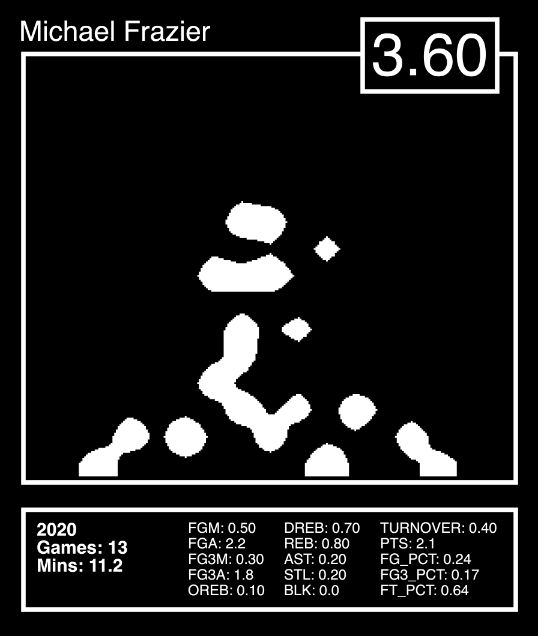 Michael Frazier
3.60
2020
Games: 13
Mins: 11.2
FGM: 0.50
FGA: 2.2
FG3M: 0.30
FG3A: 1.8
OREB: 0.10
DREB: 0.70
REB: 0.80
AST: 0.20
STL: 0.20
BLK: 0.0
TURNOVER: 0.40
PTS: 2.1
FG_PCT: 0.24
FG3_PCT: 0.17
FT_PCT: 0.64